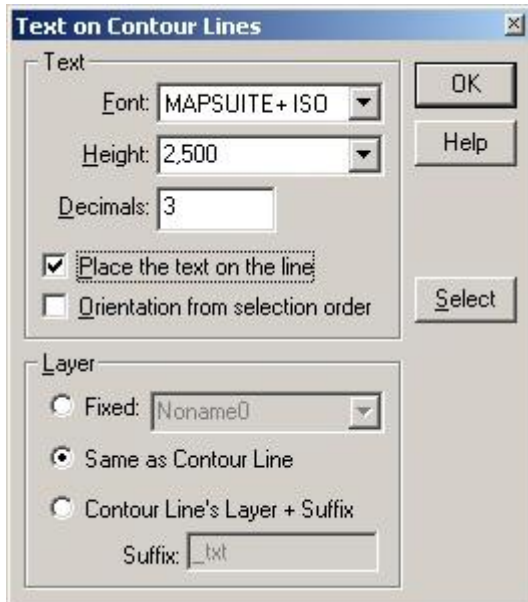 Text on Contour Lines
Text
Font: MAPSUITE+ ISO
Height: 2,500
Decimals: 3
Place the text on the line
Orientation from selection order
OK
Help
Select
Layer
Fixed: Noname0
Same as Contour Line
Contour Line's Layer + Suffix
Suffix: _txt